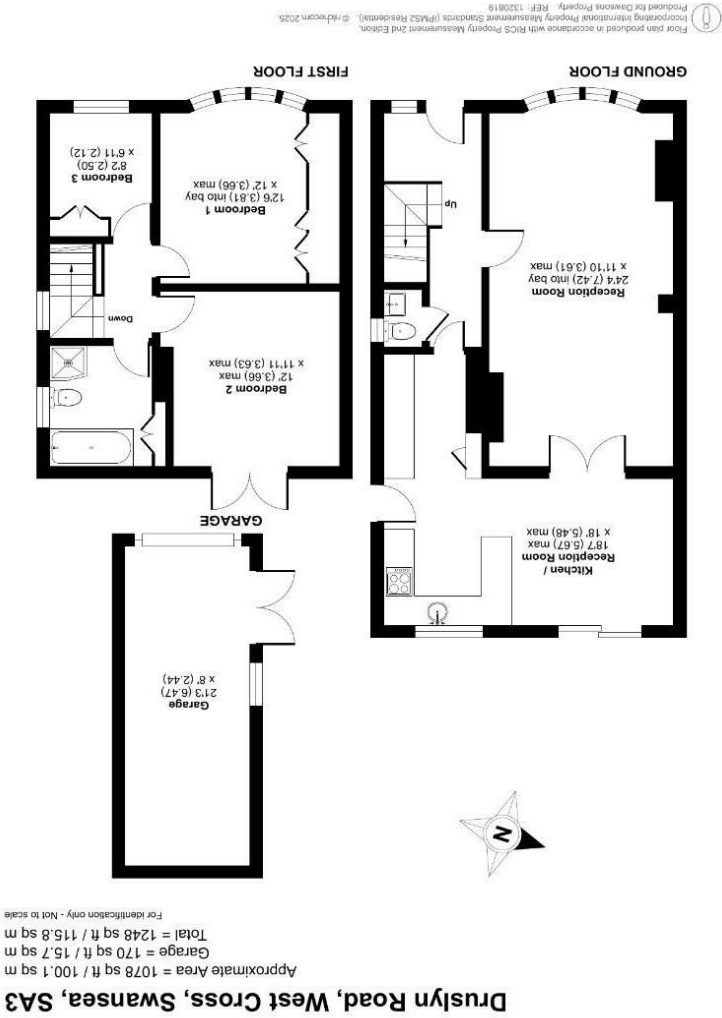 Druslyn Road, West Cross, Swansea, SA3
Approximate Area = 1078 sq ft / 100.1 sq m
Garage = 170 sq ft / 15.7 sq m
Total = 1248 sq ft / 115.8 sq m
For identification only - Not to scale
N
Garage
21'3 (6.47)
x 8' (2.44)
GARAGE
Kitchen /
Reception Room
18'7 (5.67) max
x 18' (5.48) max
Reception Room
24'4 (7.42) into bay
x 11'10 (3.61) max
Up
GROUND FLOOR
Bedroom 2
12' (3.66) max
x 11'11 (3.63) max
Down
Bedroom 1
12'6 (3.81) into bay
x 12' (3.66) max
Bedroom 3
8'2 (2.50)
x 6'11 (2.12)
FIRST FLOOR
Floor plan produced in accordance with RICS Property Measurement 2nd Edition,
Incorporating International Property Measurement Standards (IPMS2 Residential). © nichecom 2025.
Produced for Dawsons Property. REF: 1320819